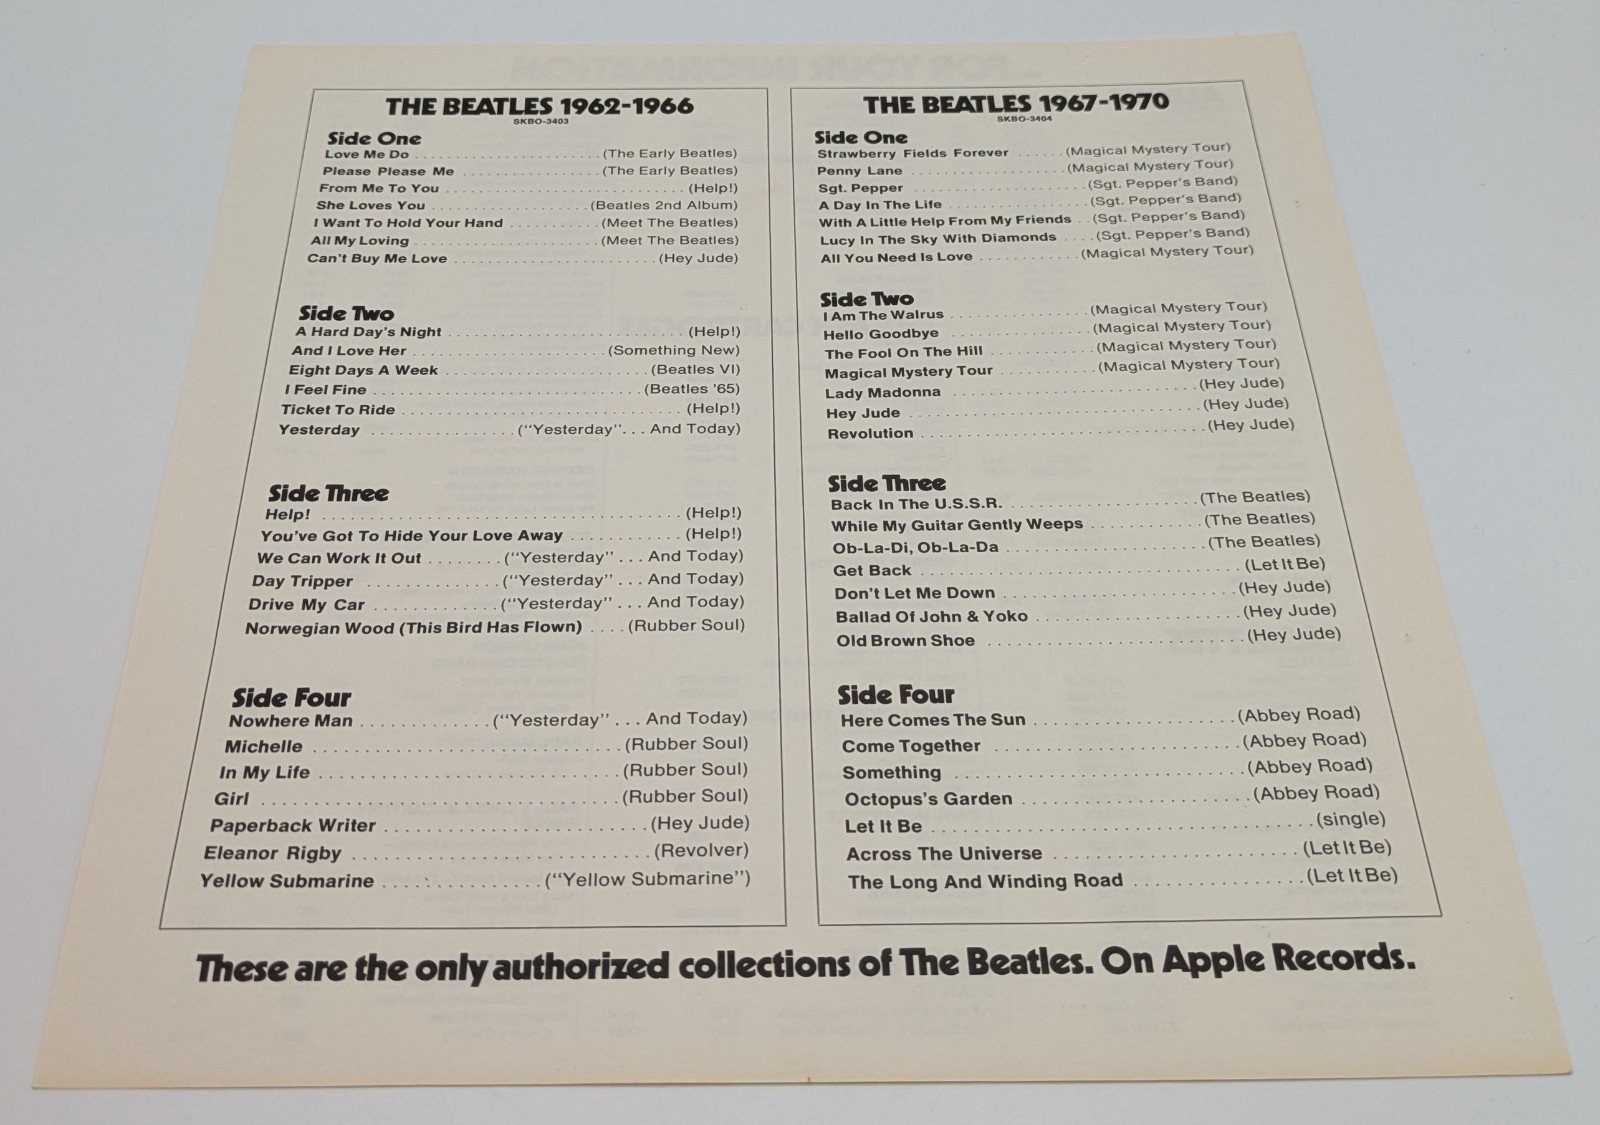 THE BEATLES 1962-1966
SKBO-3403
Side One
Love Me Do . . . . . . . . . . . . . . . . . . . . . . . (The Early Beatles)
Please Please Me . . . . . . . . . . . . . . . . . (The Early Beatles)
From Me To You . . . . . . . . . . . . . . . . . . . . . . . . . . . . . . (Help!)
She Loves You . . . . . . . . . . . . . . . . . . . . (Beatles 2nd Album)
I Want To Hold Your Hand . . . . . . . . . . . (Meet The Beatles)
All My Loving . . . . . . . . . . . . . . . . . . . . . . . (Meet The Beatles)
Can't Buy Me Love . . . . . . . . . . . . . . . . . . . . . . . . (Hey Jude)
Side Two
A Hard Day's Night . . . . . . . . . . . . . . . . . . . . . . . . . . . . (Help!)
And I Love Her . . . . . . . . . . . . . . . . . . . . . . (Something New)
Eight Days A Week . . . . . . . . . . . . . . . . . . . . . . . (Beatles VI)
I Feel Fine . . . . . . . . . . . . . . . . . . . . . . . . . . . . . . (Beatles '65)
Ticket To Ride . . . . . . . . . . . . . . . . . . . . . . . . . . . . . . . (Help!)
Yesterday . . . . . . . . . . . . . . . . ("Yesterday". . . And Today)
Side Three
Help! . . . . . . . . . . . . . . . . . . . . . . . . . . . . . . . . . . . . . . (Help!)
You've Got To Hide Your Love Away . . . . . . . . . . . . (Help!)
We Can Work It Out . . . . . . . . ("Yesterday" . . . And Today)
Day Tripper . . . . . . . . . . . . . . ("Yesterday" . . . And Today)
Drive My Car . . . . . . . . . . . . . ("Yesterday" . . . And Today)
Norwegian Wood (This Bird Has Flown) . . . . (Rubber Soul)
Side Four
Nowhere Man . . . . . . . . . . . . . ("Yesterday" . . . And Today)
Michelle . . . . . . . . . . . . . . . . . . . . . . . . . . . . . (Rubber Soul)
In My Life . . . . . . . . . . . . . . . . . . . . . . . . . . . . (Rubber Soul)
Girl . . . . . . . . . . . . . . . . . . . . . . . . . . . . . . . . . (Rubber Soul)
Paperback Writer . . . . . . . . . . . . . . . . . . . . . . . . (Hey Jude)
Eleanor Rigby . . . . . . . . . . . . . . . . . . . . . . . . . . . (Revolver)
Yellow Submarine . . . . . . . . . . . . . . . ("Yellow Submarine")
THE BEATLES 1967-1970
SKBO-3404
Side One
Strawberry Fields Forever . . . . . . (Magical Mystery Tour)
Penny Lane . . . . . . . . . . . . . . . . . . . (Magical Mystery Tour)
Sgt. Pepper . . . . . . . . . . . . . . . . . . . . . (Sgt. Pepper's Band)
A Day In The Life . . . . . . . . . . . . . . . . . (Sgt. Pepper's Band)
With A Little Help From My Friends . . (Sgt. Pepper's Band)
Lucy In The Sky With Diamonds . . . . (Sgt. Pepper's Band)
All You Need Is Love . . . . . . . . . . . . (Magical Mystery Tour)
Side Two
I Am The Walrus . . . . . . . . . . . . . . . . . (Magical Mystery Tour)
Hello Goodbye . . . . . . . . . . . . . . . . . (Magical Mystery Tour)
The Fool On The Hill . . . . . . . . . . . . (Magical Mystery Tour)
Magical Mystery Tour . . . . . . . . . . . (Magical Mystery Tour)
Lady Madonna . . . . . . . . . . . . . . . . . . . . . . . . . . . . (Hey Jude)
Hey Jude . . . . . . . . . . . . . . . . . . . . . . . . . . . . . . . . . (Hey Jude)
Revolution . . . . . . . . . . . . . . . . . . . . . . . . . . . . . . . . (Hey Jude)
Side Three
Back In The U.S.S.R. . . . . . . . . . . . . . . . . . . . . (The Beatles)
While My Guitar Gently Weeps . . . . . . . . . . . . (The Beatles)
Ob-La-Di, Ob-La-Da . . . . . . . . . . . . . . . . . . . . . (The Beatles)
Get Back . . . . . . . . . . . . . . . . . . . . . . . . . . . . . . . . . (Let It Be)
Don't Let Me Down . . . . . . . . . . . . . . . . . . . . . . . . (Hey Jude)
Ballad Of John & Yoko . . . . . . . . . . . . . . . . . . . . . (Hey Jude)
Old Brown Shoe . . . . . . . . . . . . . . . . . . . . . . . . . . (Hey Jude)
Side Four
Here Comes The Sun . . . . . . . . . . . . . . . . . . . . (Abbey Road)
Come Together . . . . . . . . . . . . . . . . . . . . . . . . (Abbey Road)
Something . . . . . . . . . . . . . . . . . . . . . . . . . . . . (Abbey Road)
Octopus's Garden . . . . . . . . . . . . . . . . . . . . . . (Abbey Road)
Let It Be . . . . . . . . . . . . . . . . . . . . . . . . . . . . . . . . . . . . (single)
Across The Universe . . . . . . . . . . . . . . . . . . . . . . . (Let It Be)
The Long And Winding Road . . . . . . . . . . . . . . . . (Let It Be)
These are the only authorized collections of The Beatles. On Apple Records.